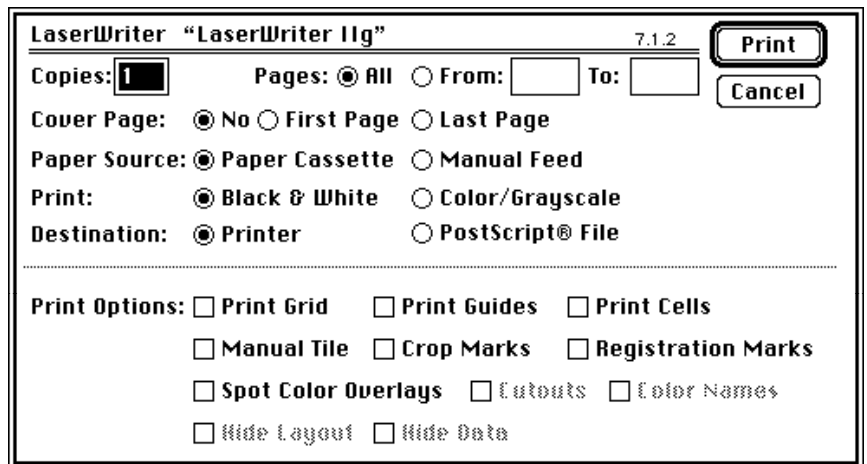 LaserWriter “LaserWriter IIg” 7.1.2 Print
Copies: 1 Pages: All From: To:
Cancel
Cover Page: No First Page Last Page
Paper Source: Paper Cassette Manual Feed
Print: Black & White Color/Grayscale
Destination: Printer PostScript® File
Print Options: Print Grid Print Guides Print Cells
Manual Tile Crop Marks Registration Marks
Spot Color Overlays Cutouts Color Names
Hide Layout Hide Data